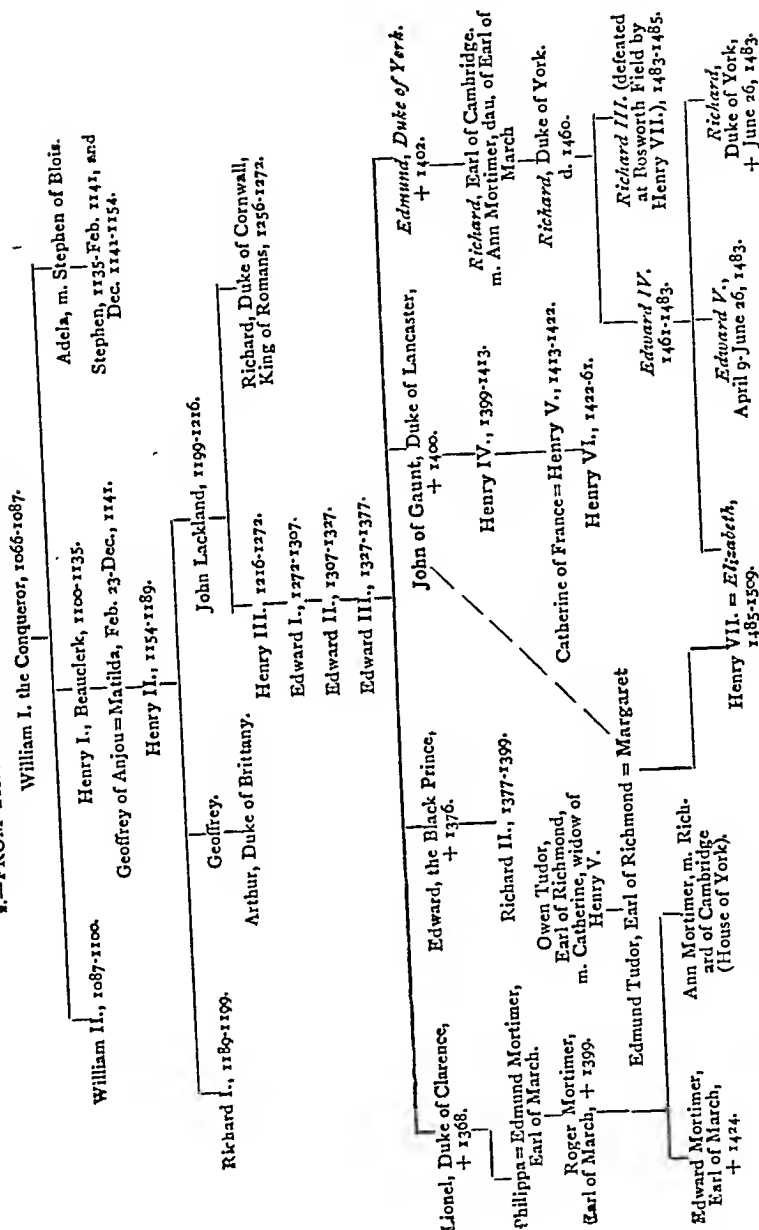 William I. the Conqueror, 1066-1087.
William II., 1087-1100.
Henry I., Beauclerk, 1100-1135.
Adela, m. Stephen of Blois.
Geoffrey of Anjou=Matilda, Feb. 23-Dec., 1141.
Stephen, 1135-Feb. 1141, and
Dec. 1141-1154.
Henry II., 1154-1189.
Richard I., 1189-1199.
Geoffrey.
John Lackland, 1199-1216.
Arthur, Duke of Brittany.
Henry III., 1216-1272.
Richard, Duke of Cornwall,
King of Romans, 1256-1272.
Edward I., 1272-1307.
Edward II., 1307-1327.
Edward III., 1327-1377.
Lionel, Duke of Clarence,
+ 1368.
Edward, the Black Prince,
+ 1376.
John of Gaunt, Duke of Lancaster,
+ 1400.
Edmund, Duke of York.
+ 1402.
Philippa=Edmund Mortimer,
Earl of March.
Richard II., 1377-1399.
Henry IV., 1399-1413.
Richard, Earl of Cambridge,
m. Ann Mortimer, dau. of Earl of
March
Roger Mortimer,
Earl of March, + 1399.
Owen Tudor,
Earl of Richmond,
m. Catherine, widow of
Henry V.
Catherine of France=Henry V., 1413-1422.
Richard, Duke of York.
d. 1460.
Henry VI., 1422-61.
Edmund Tudor, Earl of Richmond = Margaret
Edward IV.
1461-1483.
Richard III. (defeated
at Bosworth Field by
Henry VII.), 1483-1485.
Edward Mortimer,
Earl of March,
+ 1424.
Ann Mortimer, m. Rich-
ard of Cambridge
(House of York).
Henry VII. = Elizabeth,
1485-1509.
Edward V.,
April 9-June 26, 1483.
Richard,
Duke of York,
+ June 26, 1483.